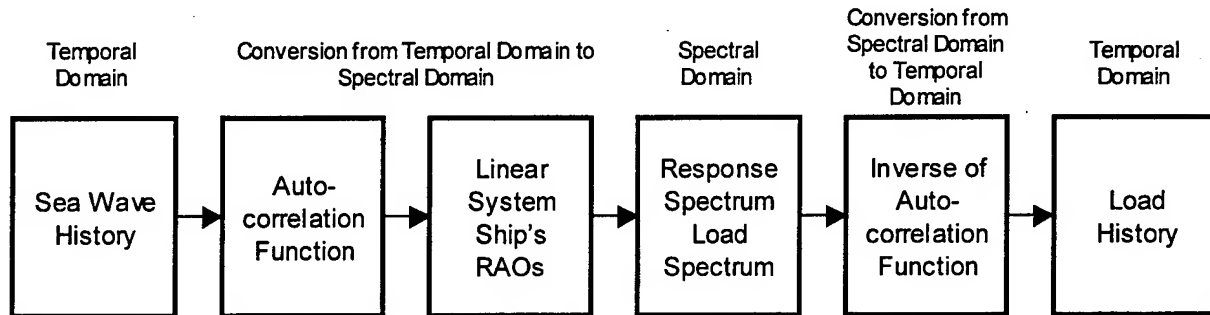 Temporal
Domain
Conversion from Temporal Domain to
Spectral Domain
Spectral
Domain
Conversion from
Spectral Domain
to Temporal
Domain
Temporal
Domain
Sea Wave
History
Auto-
correlation
Function
Linear
System
Ship's
RAOs
Response
Spectrum
Load
Spectrum
Inverse of
Auto-
correlation
Function
Load
History